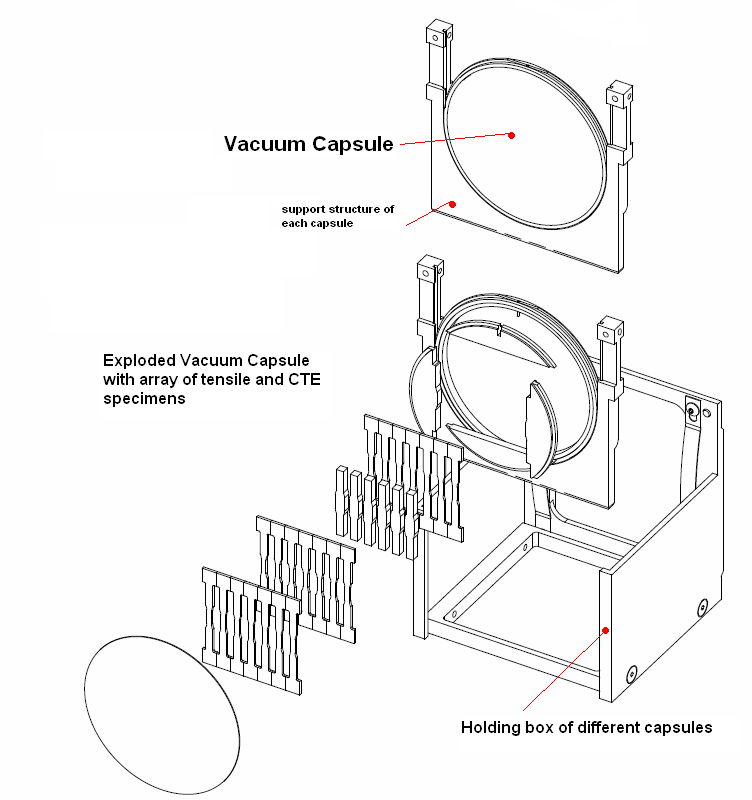 Vacuum Capsule
support structure of
each capsule
Exploded Vacuum Capsule
with array of tensile and CTE
specimens
Holding box of different capsules